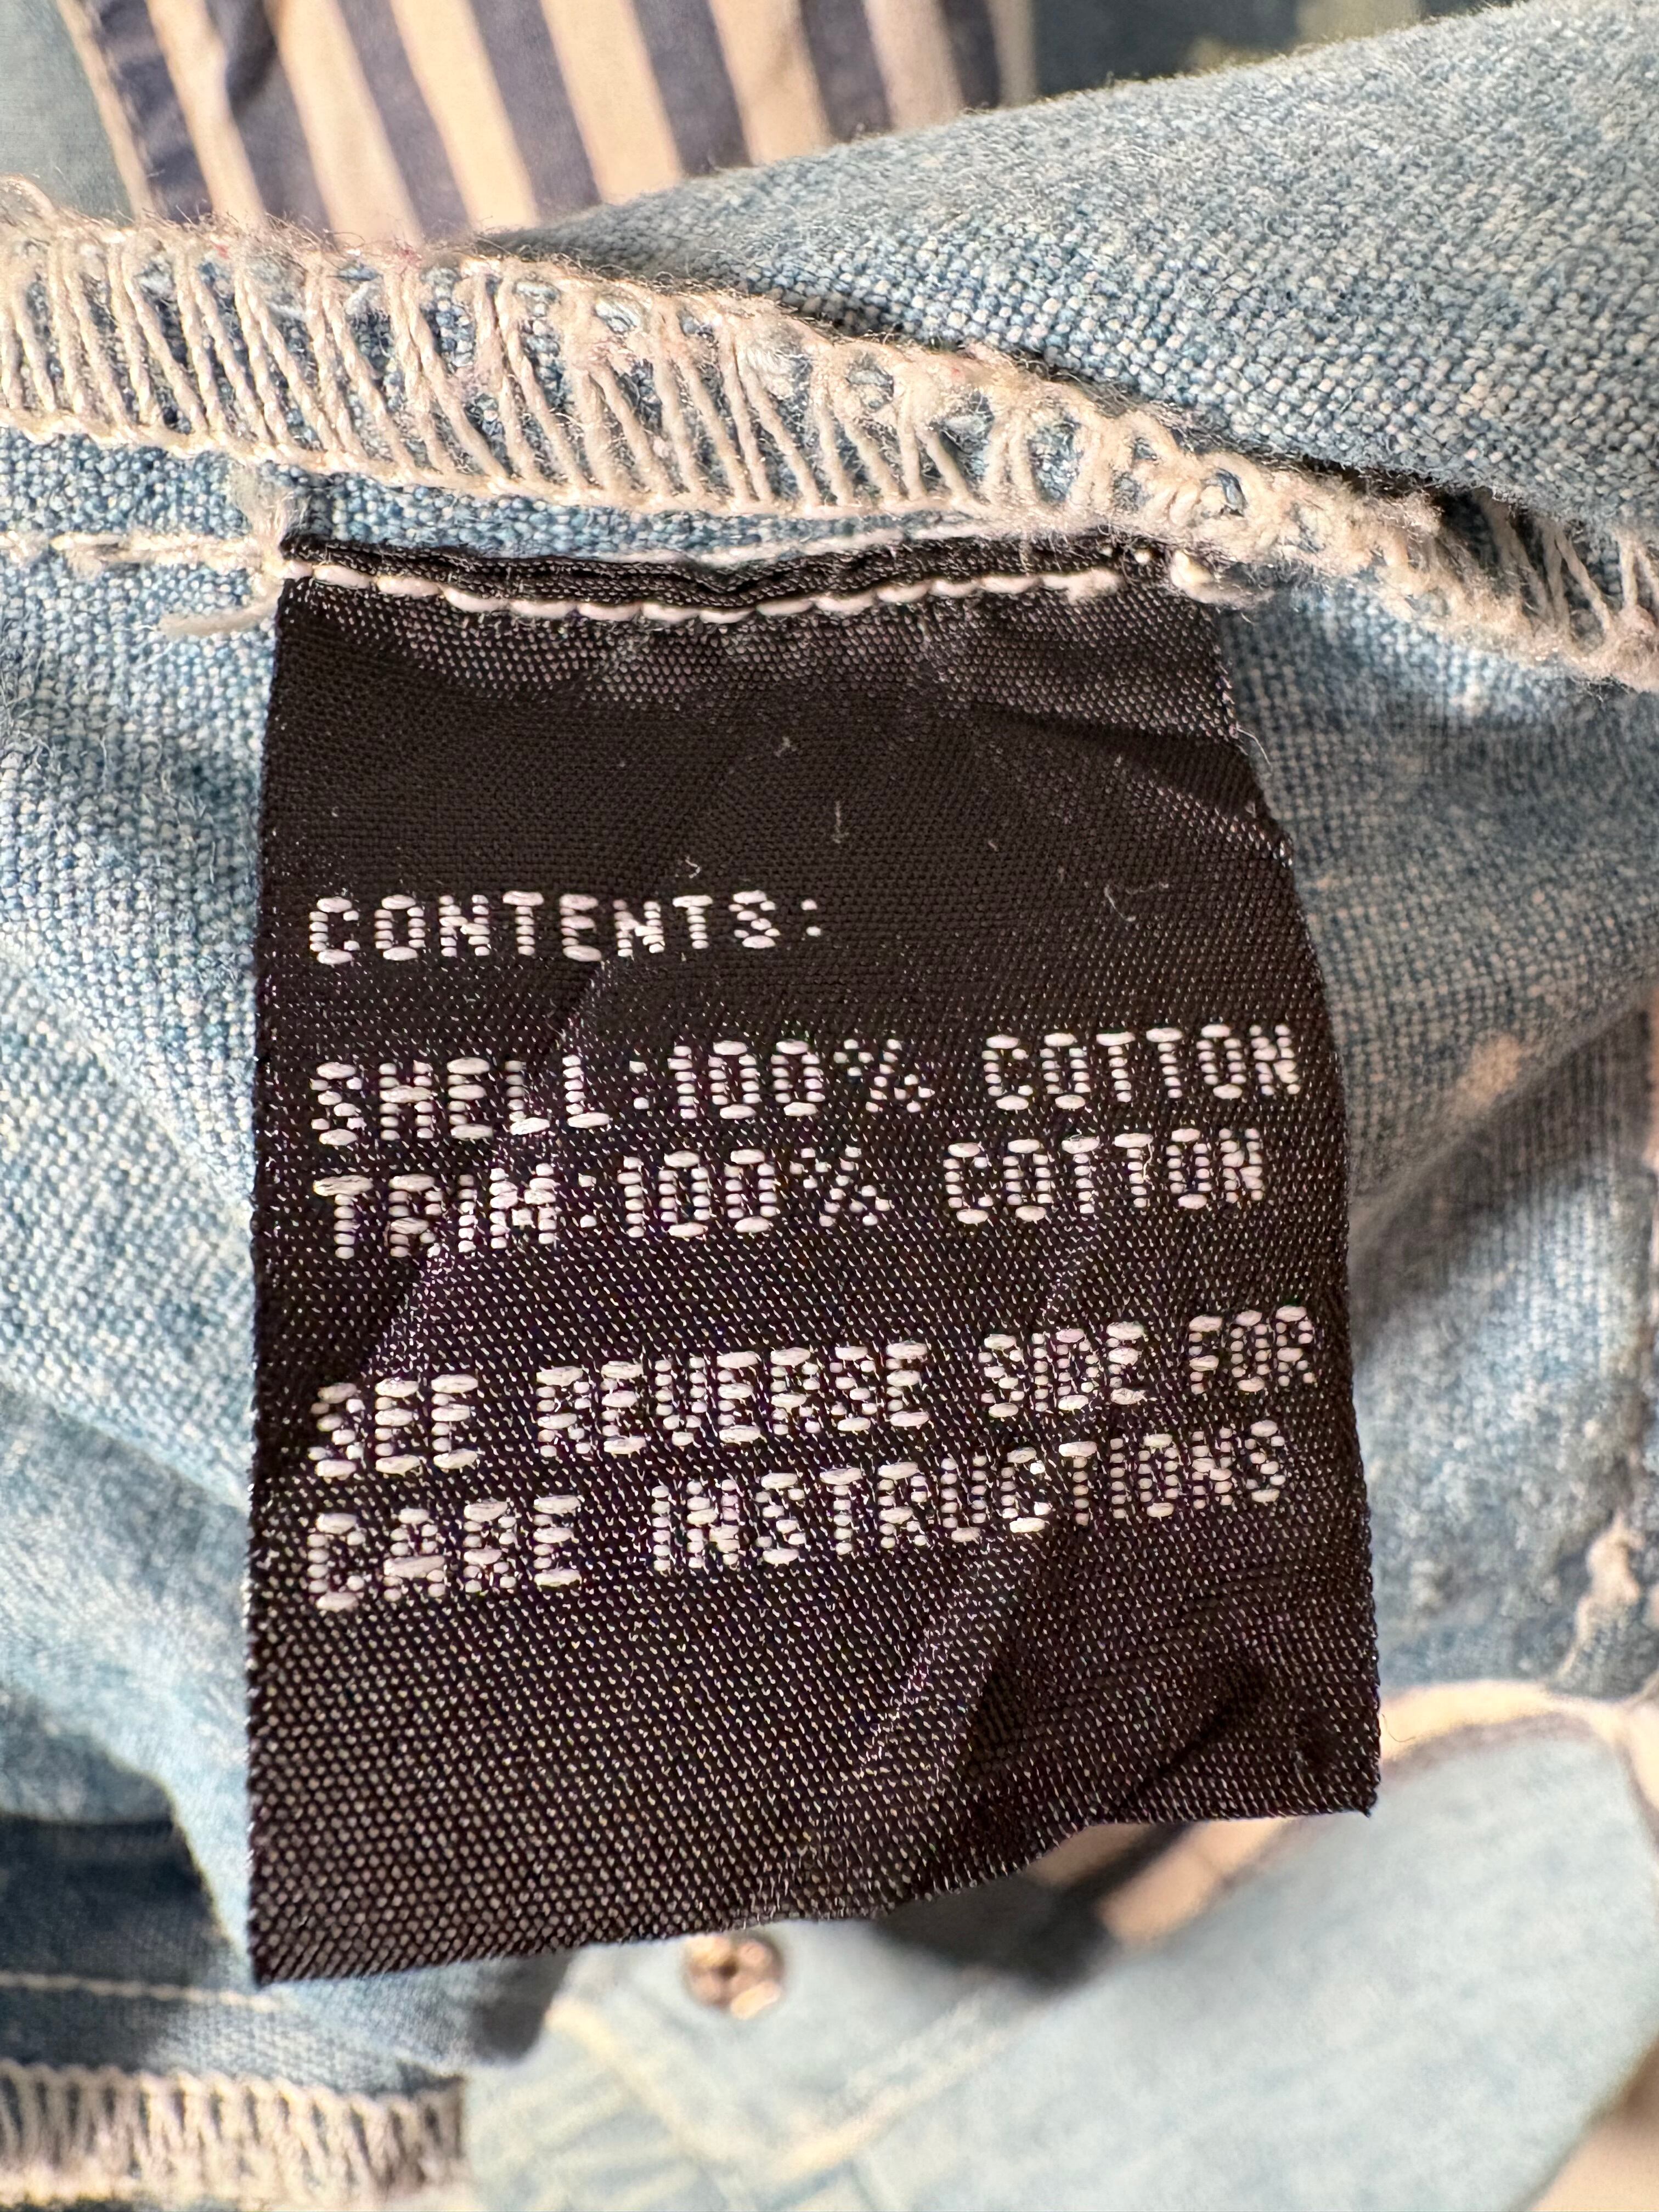 CONTENTS:
SHELL:100% COTTON
TRIM:100% COTTON
SEE REVERSE SIDE FOR
CARE INSTRUCTIONS